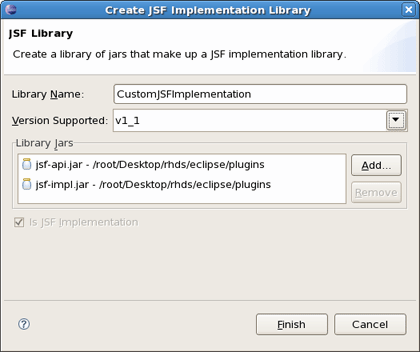 Create JSF Implementation Library
JSF Library
Create a library of jars that make up a JSF implementation library.
Library Name: CustomJSFImplementation
Version Supported: v1_1
Library Jars
jsf-api.jar - /root/Desktop/rhds/eclipse/plugins
Add...
jsf-impl.jar - /root/Desktop/rhds/eclipse/plugins
Remove
Is JSF Implementation
? Finish Cancel